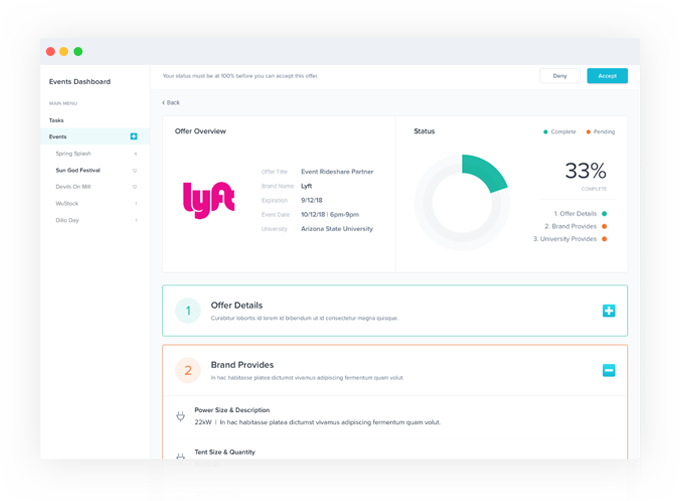 Events Dashboard
MAIN MENU
Tasks
Events
Spring Splash 6
Sun God Festival 12
Devils On Mill 12
WuStock 1
Dillo Day 1
Your status must be at 100% before you can accept this offer.
Deny
Accept
Back
Offer Overview
lyft
Offer Title Event Rideshare Partner
Brand Name Lyft
Expiration 9/12/18
Event Date 10/12/18 | 6pm-9pm
University Arizona State University
Status
Complete
Pending
33%
COMPLETE
1. Offer Details
2. Brand Provides
3. University Provides
1
Offer Details
Curabitur lobortis id lorem id bibendum ut id consectetur magna quisque.
2
Brand Provides
In hac habitasse platea dictumst vivamus adipiscing fermentum quam volut.
Power Size & Description
22kW | In hac habitasse platea dictumst vivamus adipiscing fermentum quam volut.
Tent Size & Quantity